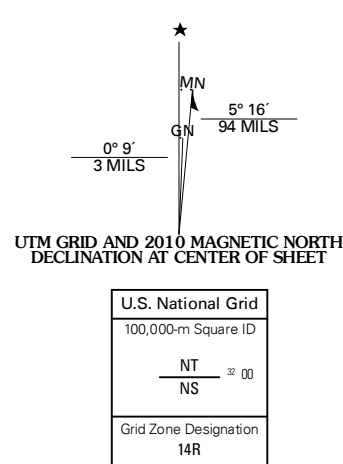 ★
MN
5° 16´
94 MILS
GN
0° 9´
3 MILS
UTM GRID AND 2010 MAGNETIC NORTH
DECLINATION AT CENTER OF SHEET
U.S. National Grid
100,000-m Square ID
NT
32 00
NS
Grid Zone Designation
14R